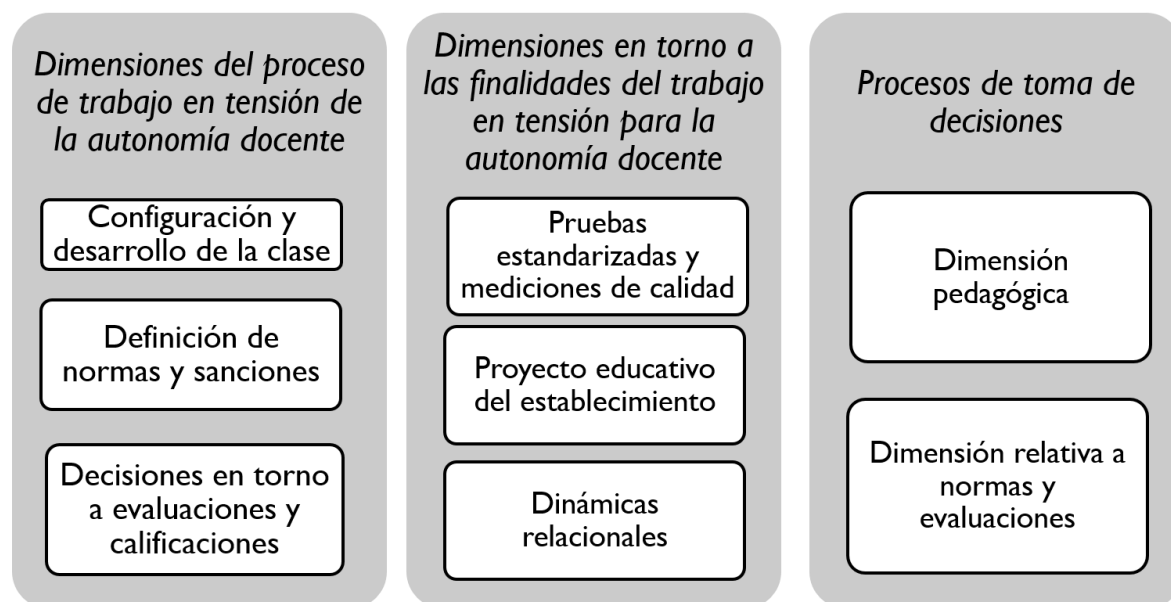 Dimensiones del proceso
de trabajo en tensión de
la autonomía docente
Configuración y
desarrollo de la clase
Definición de
normas y sanciones
Decisiones en torno
a evaluaciones y
calificaciones
Dimensiones en torno a
las finalidades del trabajo
en tensión para la
autonomía docente
Pruebas
estandarizadas y
mediciones de calidad
Proyecto educativo
del establecimiento
Dinámicas
relacionales
Procesos de toma de
decisiones
Dimensión
pedagógica
Dimensión relativa a
normas y
evaluaciones